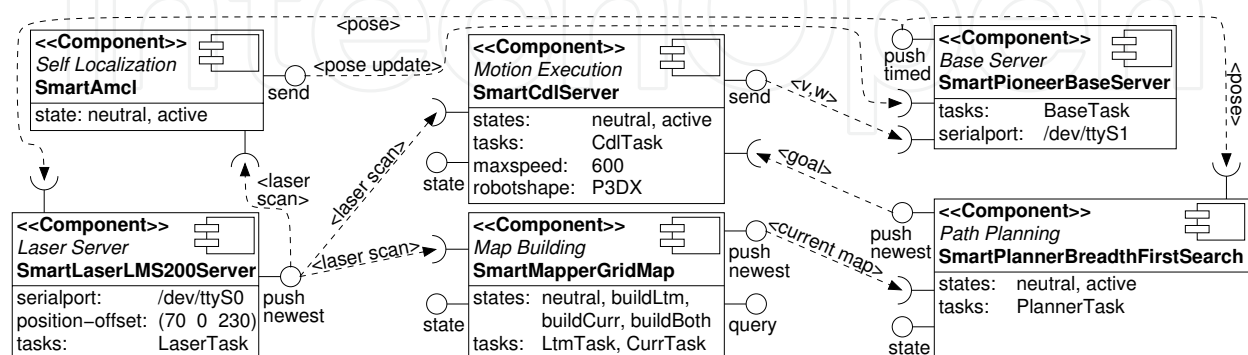 <pose>
<<Component>>
Self Localization
SmartAmcl
state: neutral, active
send
<pose update>
<<Component>>
Motion Execution
SmartCdlServer
states: neutral, active
tasks: CdlTask
maxspeed: 600
robotshape: P3DX
state
send
<v,w>
<goal>
push
timed
<<Component>>
Base Server
SmartPioneerBaseServer
tasks: BaseTask
serialport: /dev/ttyS1
<pose>
<laser
scan>
<laser scan>
<laser scan>
<<Component>>
Laser Server
SmartLaserLMS200Server
serialport: /dev/ttyS0
position−offset: (70 0 230)
tasks: LaserTask
push
newest
<<Component>>
Map Building
SmartMapperGridMap
states: neutral, buildLtm,
buildCurr, buildBoth
tasks: LtmTask, CurrTask
state
push
newest
query
<current map>
push
newest
<<Component>>
Path Planning
SmartPlannerBreadthFirstSearch
states: neutral, active
tasks: PlannerTask
state
IntechOpen